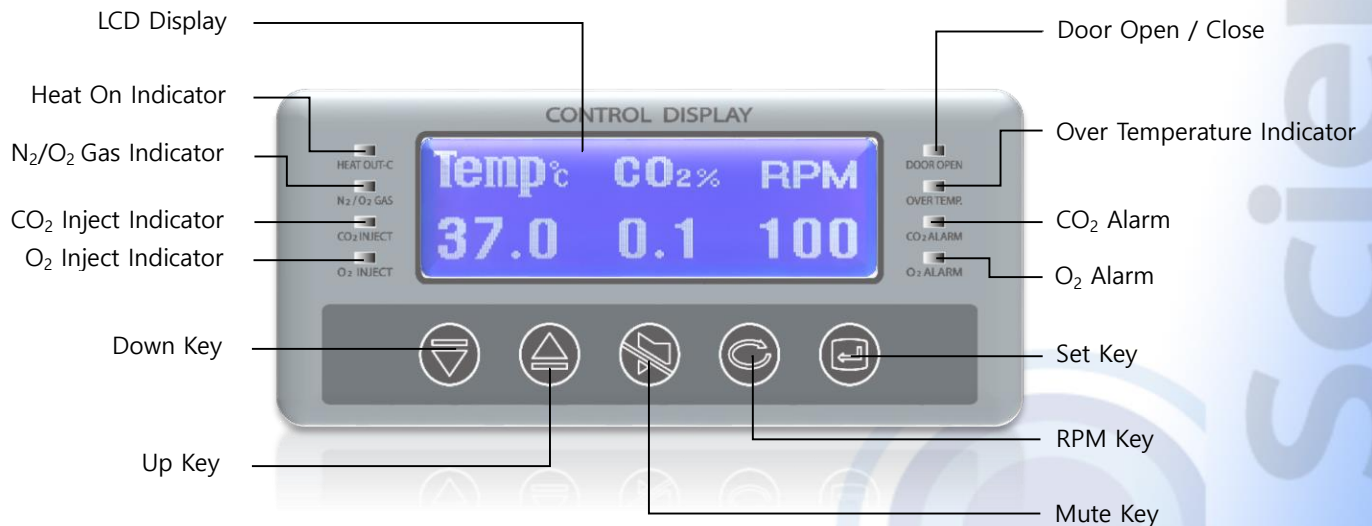 LCD Display
Door Open / Close
Heat On Indicator
N₂/O₂ Gas Indicator
CO₂ Inject Indicator
O₂ Inject Indicator
Down Key
Up Key
CONTROL DISPLAY
HEAT OUT-C
N₂/O₂ GAS
CO₂ INJECT
O₂ INJECT
Temp℃ CO₂% RPM
37.0 0.1 100
DOOR OPEN
OVER TEMP.
CO₂ ALARM
O₂ ALARM
Over Temperature Indicator
CO₂ Alarm
O₂ Alarm
Set Key
RPM Key
Mute Key
Scie